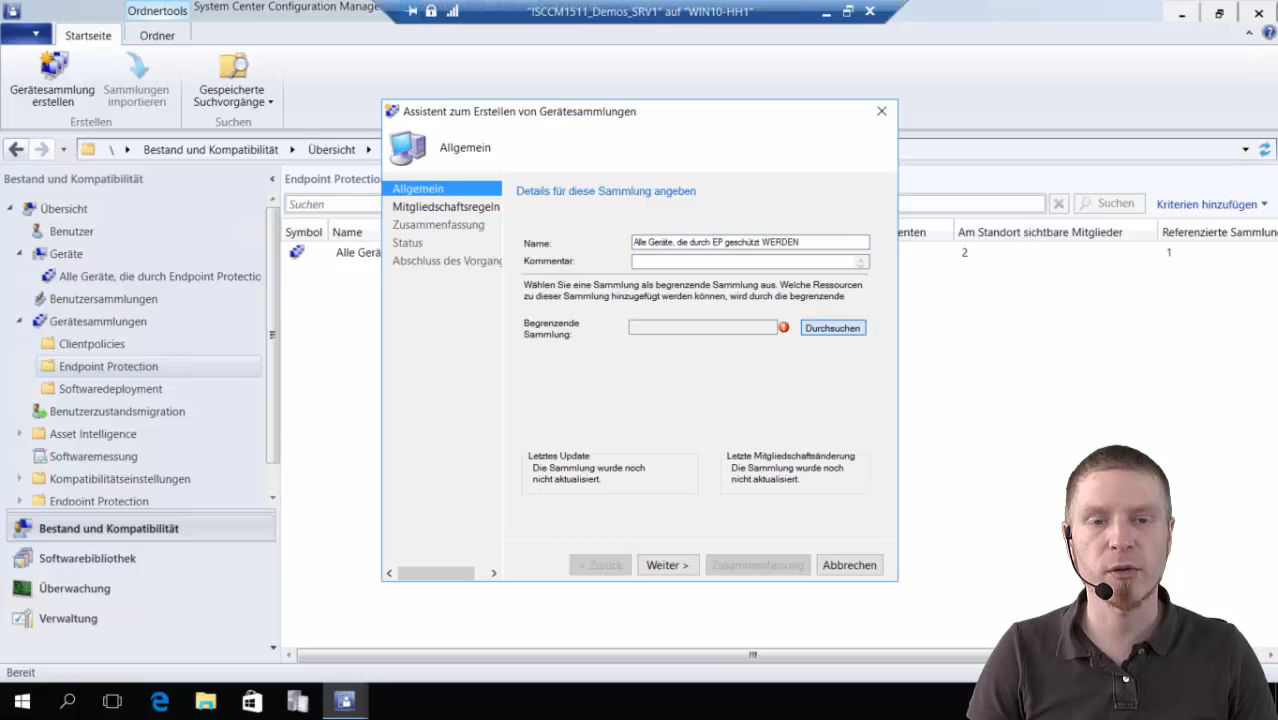 Ordnertools
System Center Configuration Manage
"ISCCM1511_Demos_SRV1" auf "WIN10-HH1"
Startseite
Ordner
Gerätesammlung
erstellen
Sammlungen
importieren
Gespeicherte
Suchvorgänge
Erstellen
Suchen
\ Bestand und Kompatibilität Übersicht
Bestand und Kompatibilität
Übersicht
Benutzer
Geräte
Alle Geräte, die durch Endpoint Protectio
Benutzersammlungen
Gerätesammlungen
Clientpolicies
Endpoint Protection
Softwaredeployment
Benutzerzustandsmigration
Asset Intelligence
Softwaremessung
Kompatibilitätseinstellungen
Endpoint Protection
Bestand und Kompatibilität
Softwarebibliothek
Überwachung
Verwaltung
Bereit
Endpoint Protectio
Suchen
Suchen
Kriterien hinzufügen
Symbol Name
enten Am Standort sichtbare Mitglieder Referenzierte Sammlun
Alle Gerä 2 1
Assistent zum Erstellen von Gerätesammlungen
Allgemein
Allgemein
Mitgliedschaftsregeln
Zusammenfassung
Status
Abschluss des Vorgang
Details für diese Sammlung angeben
Name: Alle Geräte, die durch EP geschützt WERDEN
Kommentar:
Wählen Sie eine Sammlung als begrenzende Sammlung aus. Welche Ressourcen
zu dieser Sammlung hinzugefügt werden können, wird durch die begrenzende
Begrenzende
Sammlung:
Durchsuchen
Letztes Update
Die Sammlung wurde noch
nicht aktualisiert.
Letzte Mitgliedschaftsänderung
Die Sammlung wurde noch
nicht aktualisiert.
< Zurück Weiter > Zusammenfassung Abbrechen